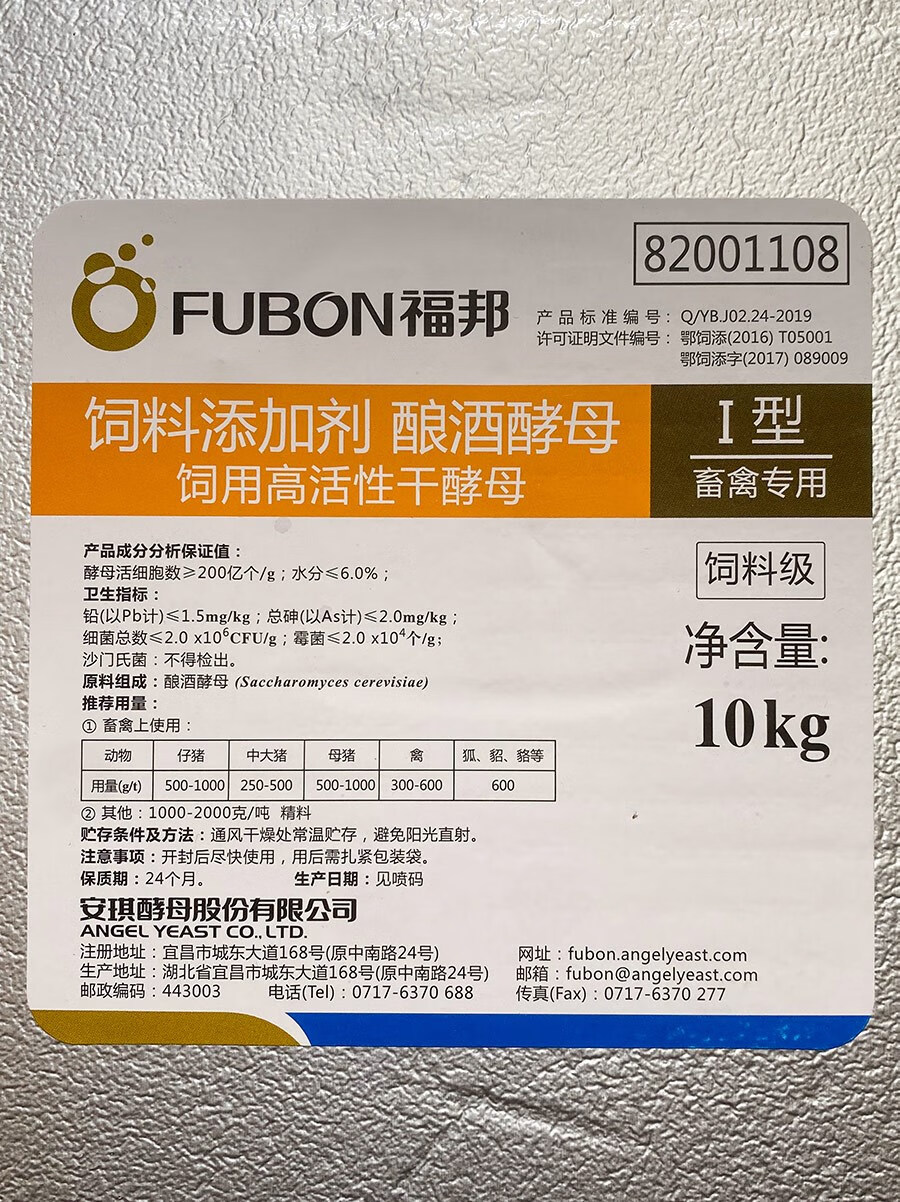 82001108
FUBON福邦
产品标准编号：Q/YB.J02.24-2019
许可证明文件编号：鄂饲添(2016) T05001
鄂饲添字(2017) 089009
饲料添加剂 酿酒酵母
饲用高活性干酵母
I 型
畜禽专用
产品成分分析保证值：
酵母活细胞数≥200亿个/g；水分≤6.0%；
卫生指标：
铅(以Pb计)≤1.5mg/kg；总砷(以As计)≤2.0mg/kg；
细菌总数≤2.0 x10⁶CFU/g；霉菌≤2.0 x10⁴个/g；
沙门氏菌：不得检出。
原料组成：酿酒酵母 (Saccharomyces cerevisiae)
推荐用量：
① 畜禽上使用：
动物 仔猪 中大猪 母猪 禽 狐、貂、貉等
用量(g/t) 500-1000 250-500 500-1000 300-600 600
② 其他：1000-2000克/吨 精料
贮存条件及方法：通风干燥处常温贮存，避免阳光直射。
注意事项：开封后尽快使用，用后需扎紧包装袋。
保质期：24个月。 生产日期：见喷码
饲料级
净含量:
10kg
安琪酵母股份有限公司
ANGEL YEAST CO.,LTD.
注册地址：宜昌市城东大道168号(原中南路24号)
生产地址：湖北省宜昌市城东大道168号(原中南路24号)
邮政编码：443003 电话(Tel)：0717-6370 688
网址：fubon.angelyeast.com
邮箱：fubon@angelyeast.com
传真(Fax)：0717-6370 277